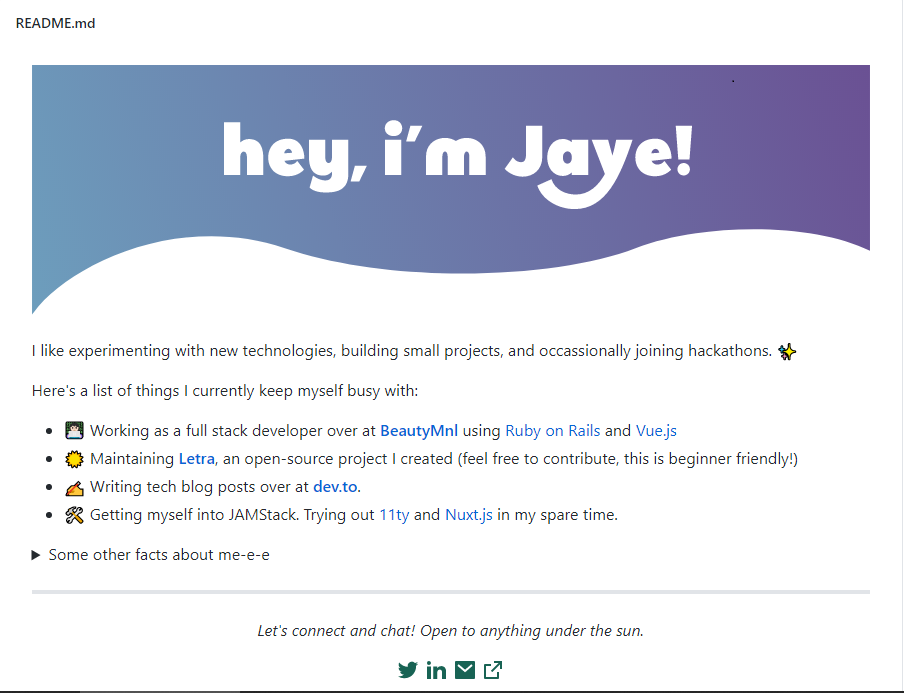 README.md
hey, i'm Jaye!
I like experimenting with new technologies, building small projects, and occassionally joining hackathons. ✨
Here's a list of things I currently keep myself busy with:
• 👩‍💻 Working as a full stack developer over at BeautyMnl using Ruby on Rails and Vue.js
• Maintaining Letra, an open-source project I created (feel free to contribute, this is beginner friendly!)
• ✍ Writing tech blog posts over at dev.to.
• 🛠 Getting myself into JAMStack. Trying out 11ty and Nuxt.js in my spare time.
▶ Some other facts about me-e-e
Let's connect and chat! Open to anything under the sun.
in